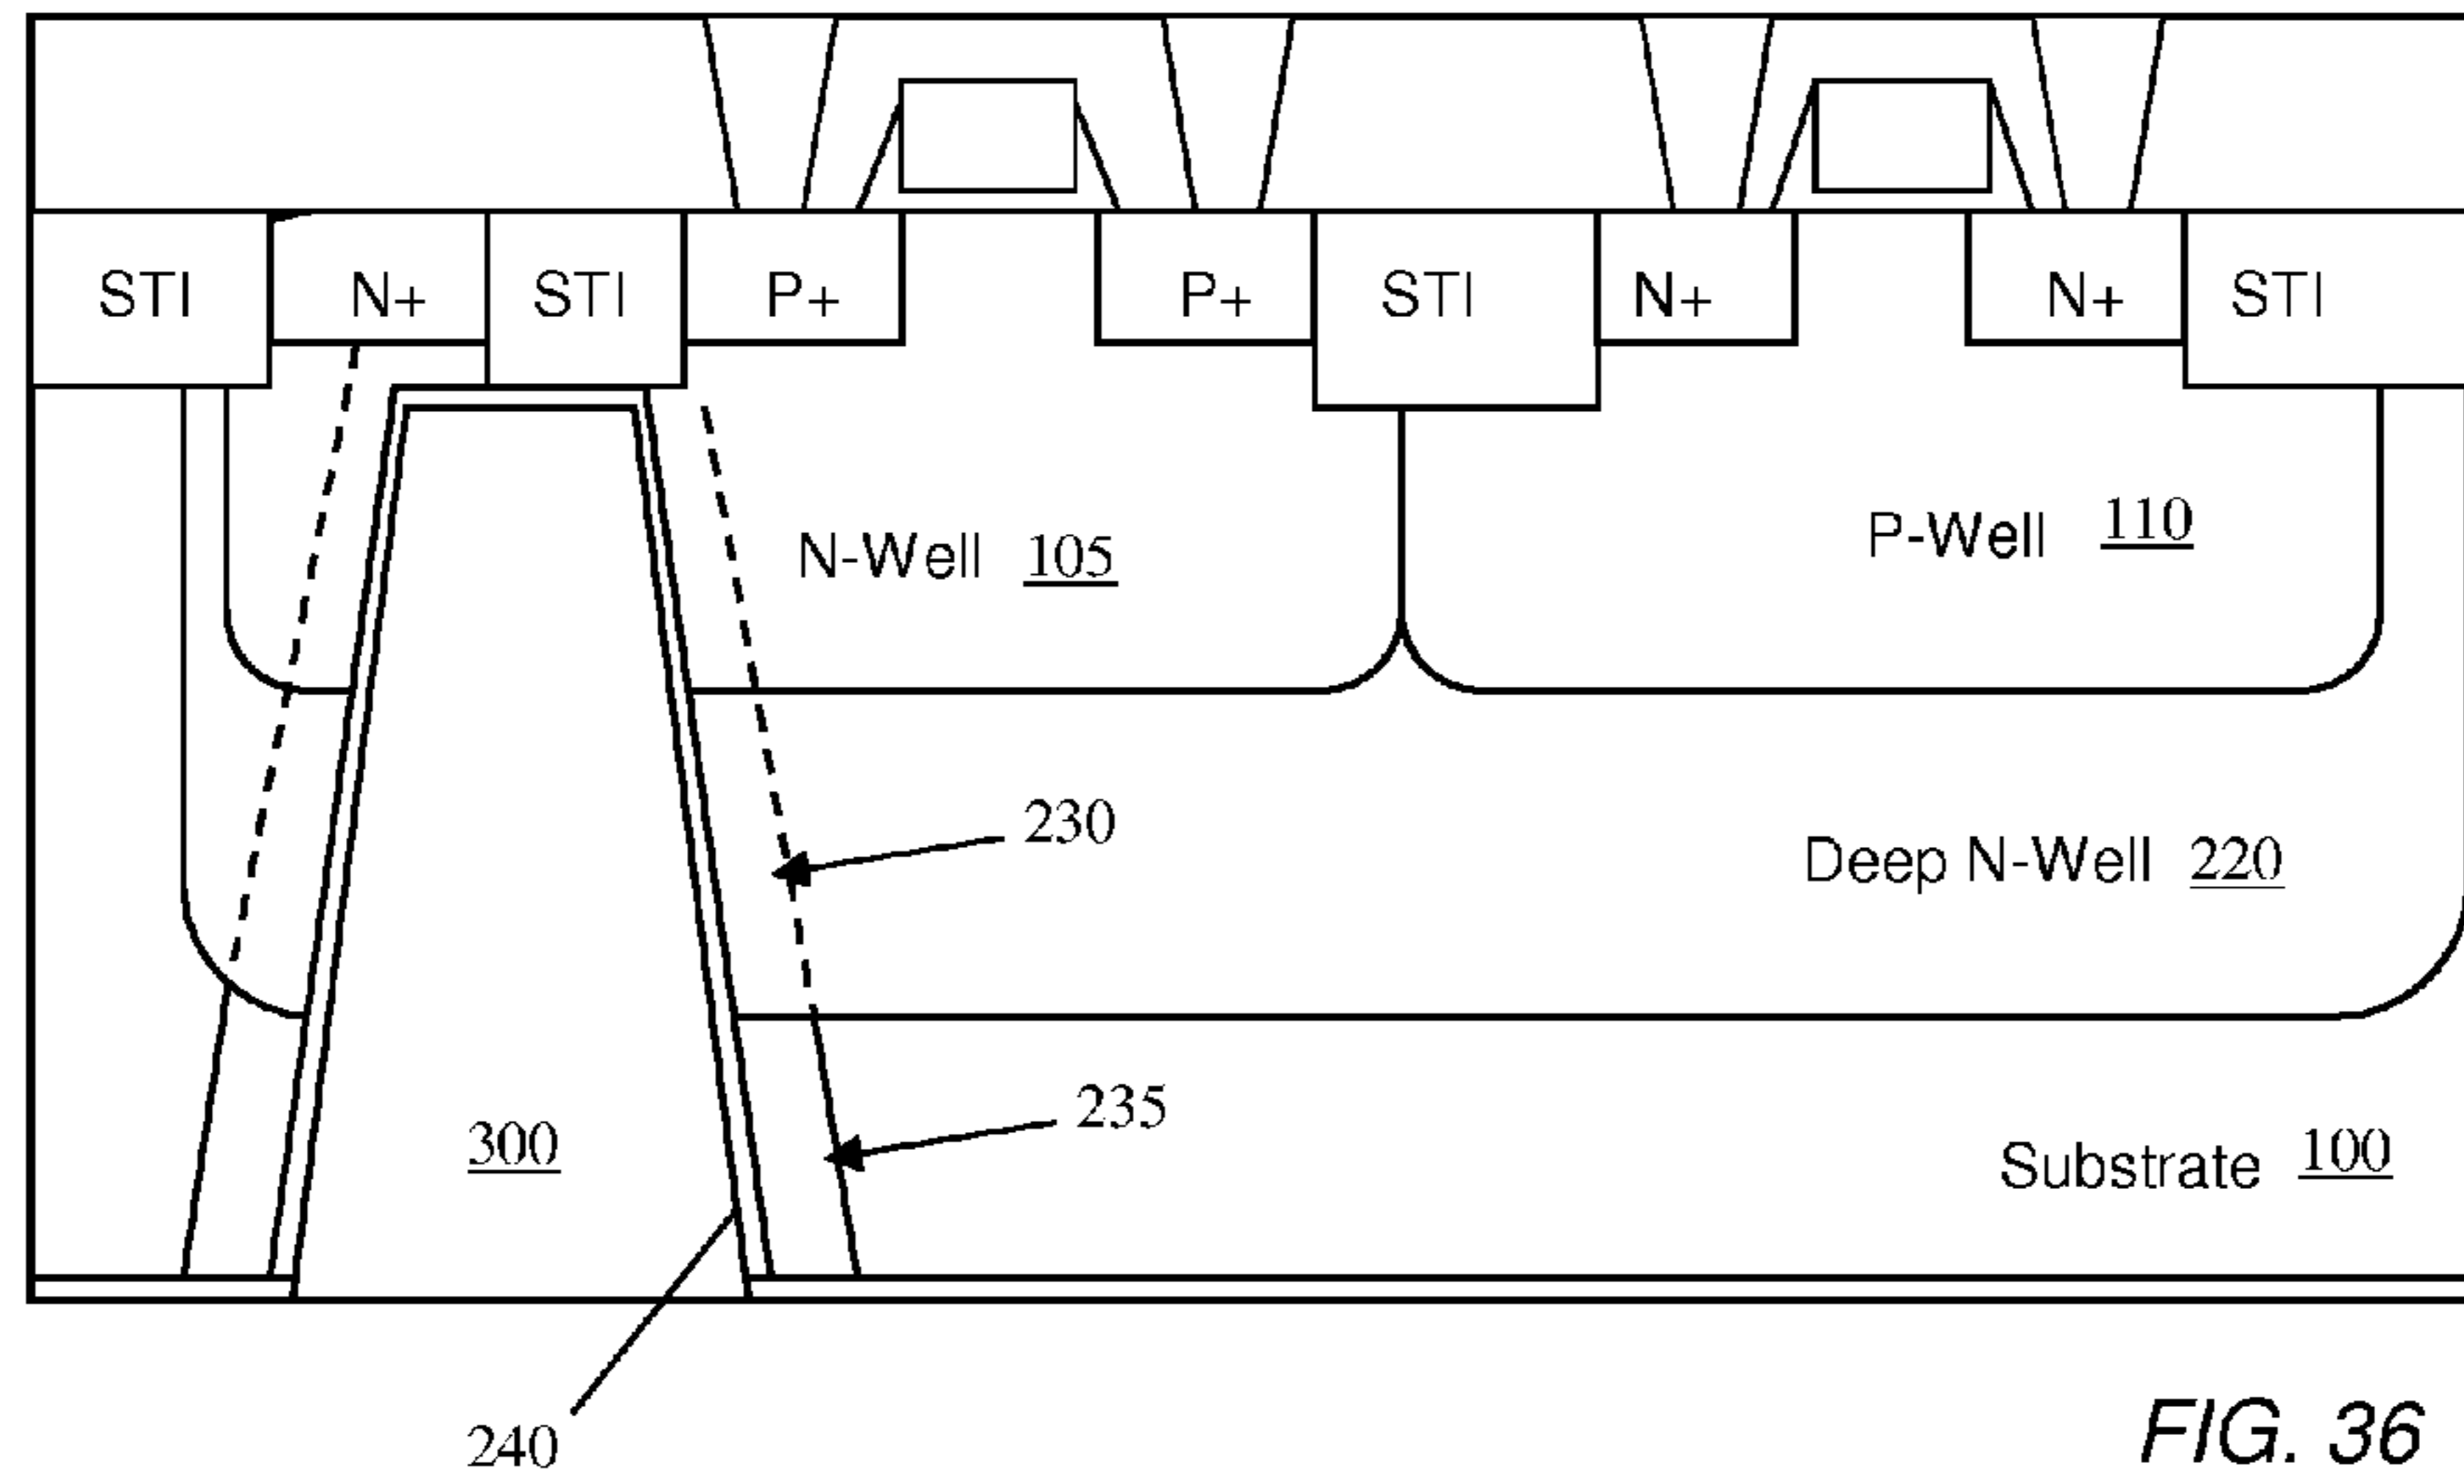 STI N+ STI P+ P+ STI N+ N+ STI
N-Well 105
P-Well 110
230
Deep N-Well 220
235
300
Substrate 100
240
FIG. 36